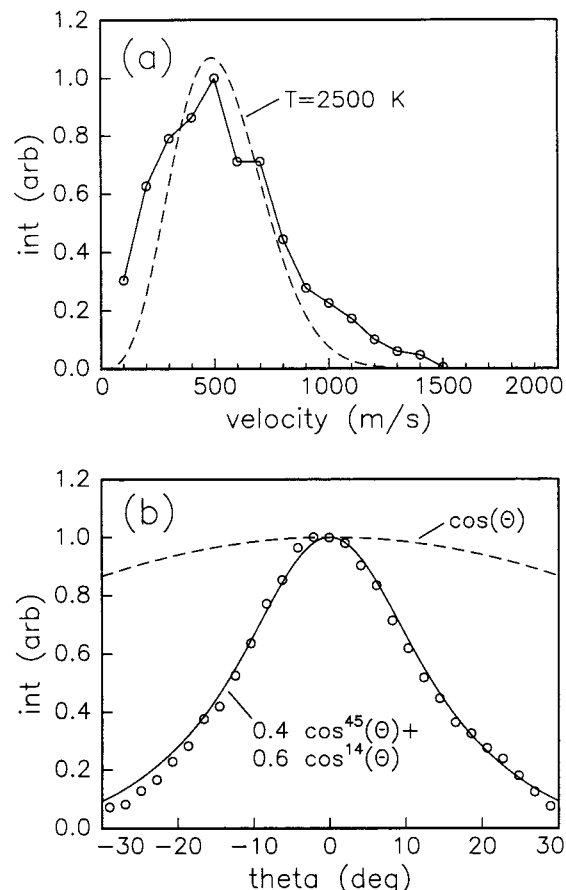 (a)
T=2500 K
int (arb)
1.2
1.0
0.8
0.6
0.4
0.2
0.0
0 500 1000 1500 2000
velocity (m/s)
(b)
cos(Θ)
int (arb)
1.2
1.0
0.8
0.6
0.4
0.2
0.0
0.4 cos⁴⁵(Θ)+
0.6 cos¹⁴(Θ)
−30 −20 −10 0 10 20 30
theta (deg)